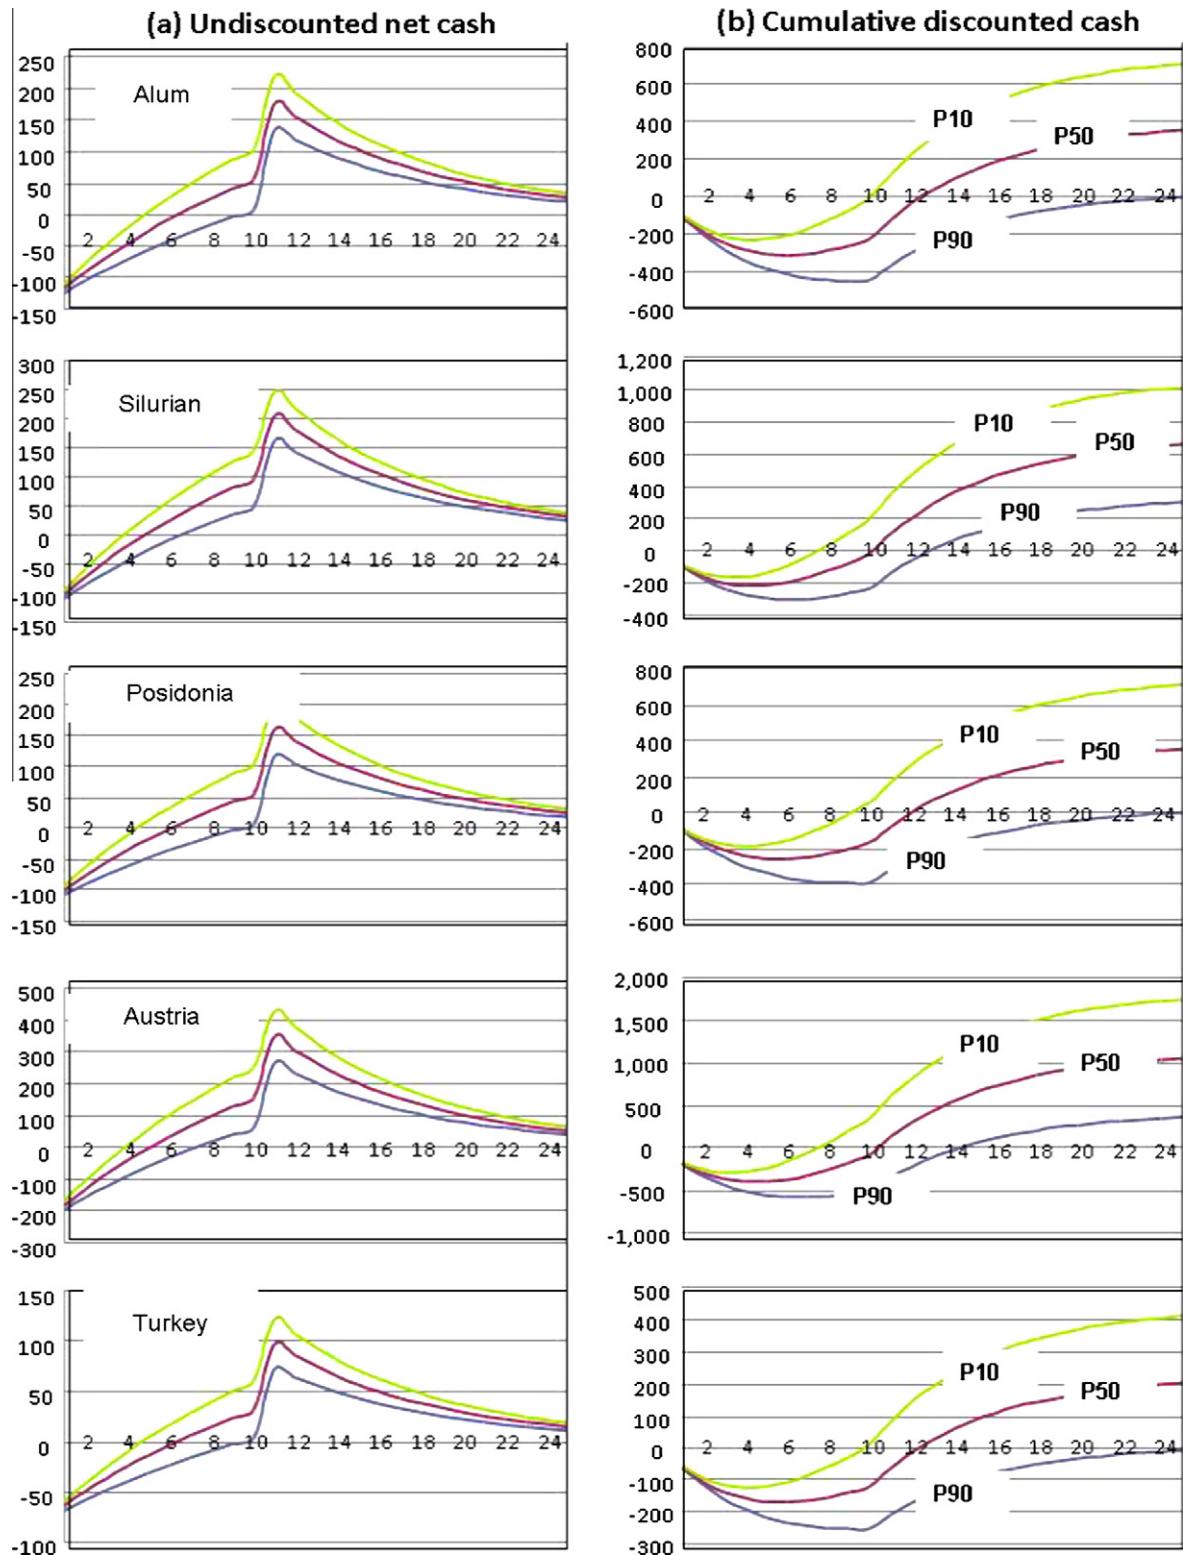 (a) Undiscounted net cash
(b) Cumulative discounted cash
250
200
150
100
50
0
-50
-100
-150
Alum
2 4 6 8 10 12 14 16 18 20 22 24
800
600
400
200
0
-200
-400
-600
P10
P50
P90
2 4 6 8 10 12 14 16 18 20 22 24
300
250
200
150
100
50
0
-50
-100
-150
Silurian
2 4 6 8 10 12 14 16 18 20 22 24
1,200
1,000
800
600
400
200
0
-200
-400
P10
P50
P90
2 4 6 8 10 12 14 16 18 20 22 24
250
200
150
100
50
0
-50
-100
-150
Posidonia
2 4 6 8 10 12 14 16 18 20 22 24
800
600
400
200
0
-200
-400
-600
P10
P50
P90
2 4 6 8 10 12 14 16 18 20 22 24
500
400
300
200
100
0
-100
-200
-300
Austria
2 4 6 8 10 12 14 16 18 20 22 24
2,000
1,500
1,000
500
0
-500
-1,000
P10
P50
P90
2 4 6 8 10 12 14 16 18 20 22 24
150
100
50
0
-50
-100
Turkey
2 4 6 8 10 12 14 16 18 20 22 24
500
400
300
200
100
0
-100
-200
-300
P10
P50
P90
2 4 6 8 10 12 14 16 18 20 22 24